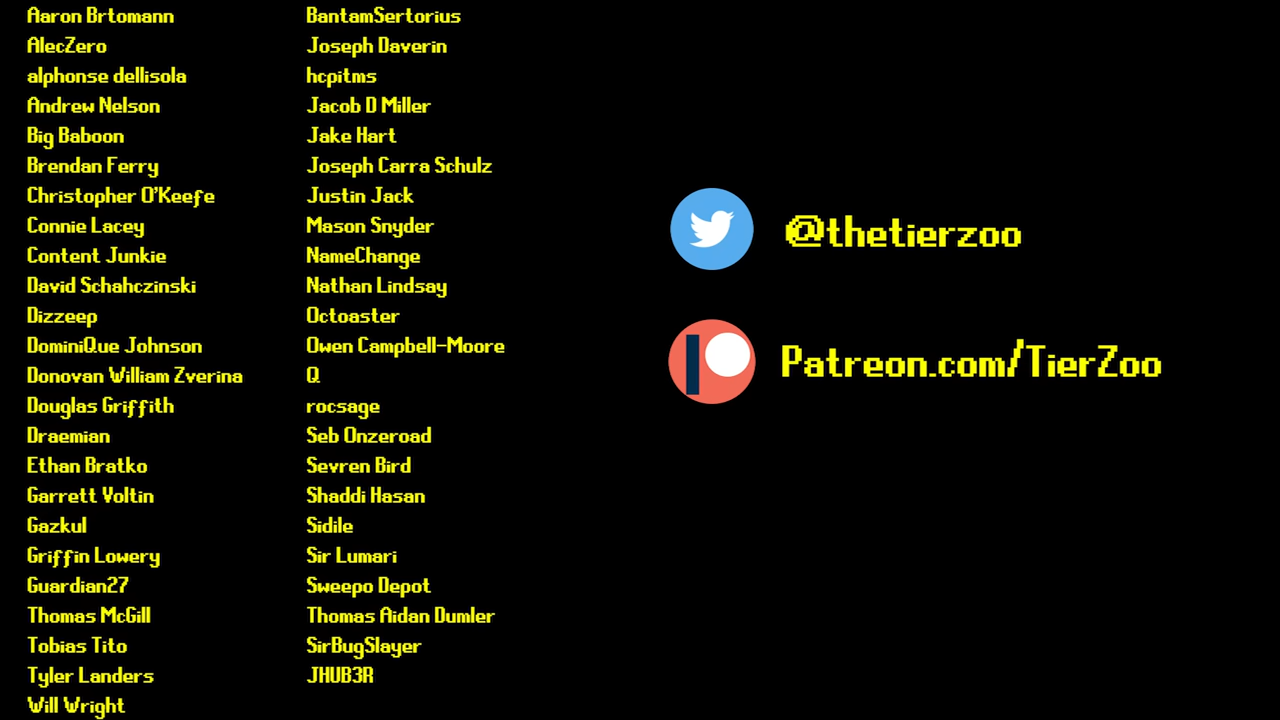 Aaron Brtomann
AlecZero
alphonse dellisola
Andrew Nelson
Big Baboon
Brendan Ferry
Christopher O'Keefe
Connie Lacey
Content Junkie
David Schahczinski
Dizzeep
DominiQue Johnson
Donovan William Zverina
Douglas Griffith
Draemian
Ethan Bratko
Garrett Voltin
Gazkul
Griffin Lowery
Guardian27
Thomas McGill
Tobias Tito
Tyler Landers
Will Wright
BantamSertorius
Joseph Daverin
hcpitms
Jacob D Miller
Jake Hart
Joseph Carra Schulz
Justin Jack
Mason Snyder
NameChange
Nathan Lindsay
Octoaster
Owen Campbell-Moore
Q
rocsage
Seb Onzeroad
Sevren Bird
Shaddi Hasan
Sidile
Sir Lumari
Sweepo Depot
Thomas Aidan Dumler
SirBugSlayer
JHUB3R
@thetierzoo
Patreon.com/TierZoo